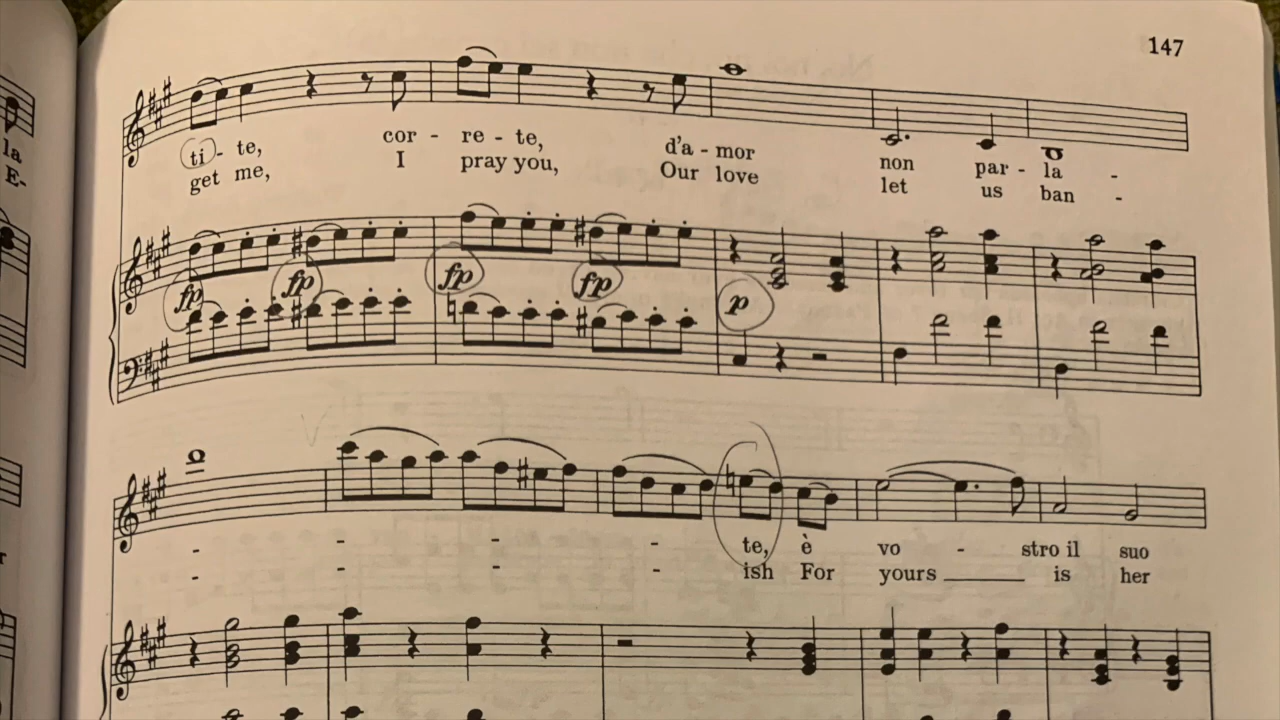 147
la
E-
ti - te, cor - re - te, d'a - mor non par - la -
get me, I pray you, Our love let us ban -
fp fp fp fp p
- - - - te, è vo - stro il suo
- - - - ish For yours is her